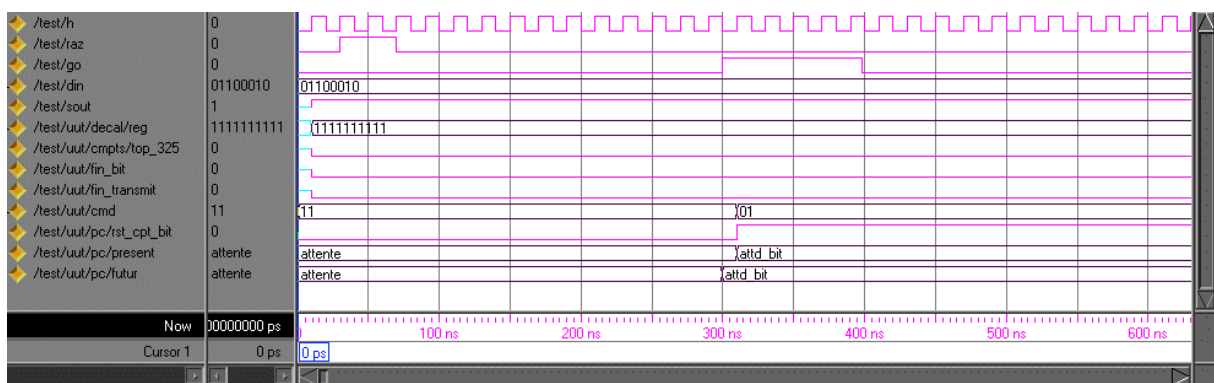 /test/h 0
/test/raz 0
/test/go 0
/test/din 01100010 01100010
/test/sout 1
/test/uut/decal/reg 1111111111 1111111111
/test/uut/cmpts/top_325 0
/test/uut/fin_bit 0
/test/uut/fin_transmit 0
/test/uut/cmd 11 11 01
/test/uut/pc/rst_cpt_bit 0
/test/uut/pc/present attente attente attd_bit
/test/uut/pc/futur attente attente attd_bit
Now 00000000 ps 100 ns 200 ns 300 ns 400 ns 500 ns 600 ns
Cursor 1 0 ps 0 ps